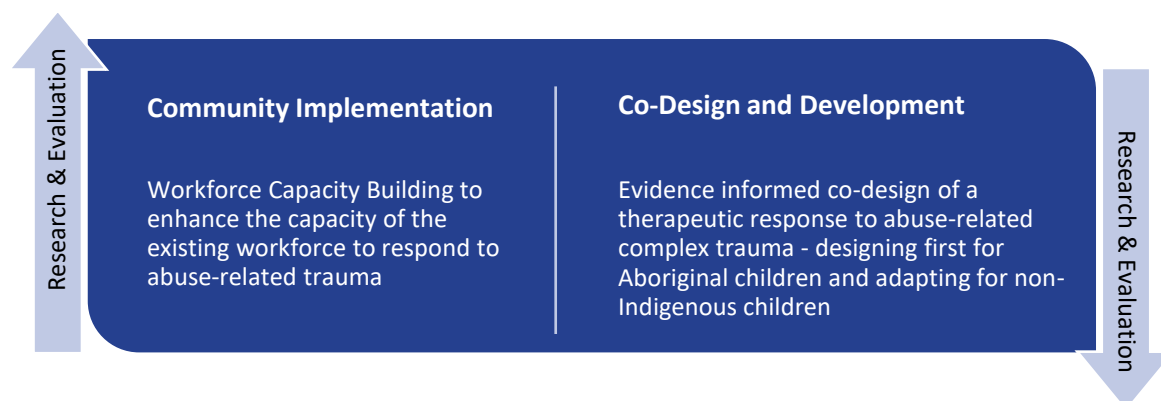 Research & Evaluation
Community Implementation
Workforce Capacity Building to
enhance the capacity of the
existing workforce to respond to
abuse-related trauma
Co-Design and Development
Evidence informed co-design of a
therapeutic response to abuse-related
complex trauma - designing first for
Aboriginal children and adapting for non-
Indigenous children
Research & Evaluation